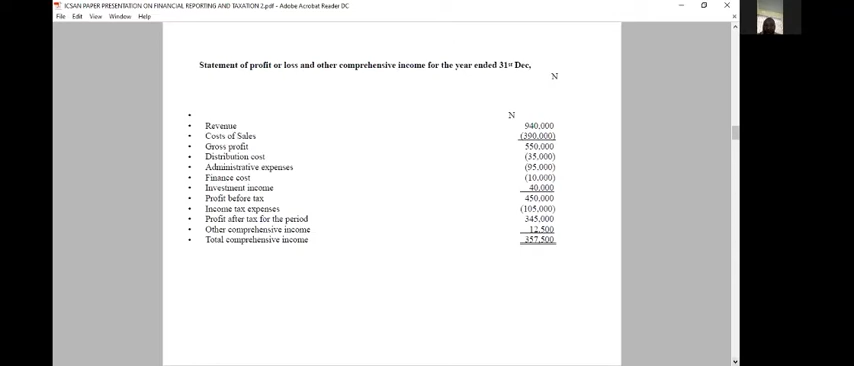 ICSAN PAPER PRESENTATION ON FINANCIAL REPORTING AND TAXATION 2.pdf - Adobe Acrobat Reader DC
File Edit View Window Help
Statement of profit or loss and other comprehensive income for the year ended 31st Dec,
N
• N
• Revenue 940,000
• Costs of Sales (390,000)
• Gross profit 550,000
• Distribution cost (35,000)
• Administrative expenses (95,000)
• Finance cost (10,000)
• Investment income 40,000
• Profit before tax 450,000
• Income tax expenses (105,000)
• Profit after tax for the period 345,000
• Other comprehensive income 12,500
• Total comprehensive income 357,500